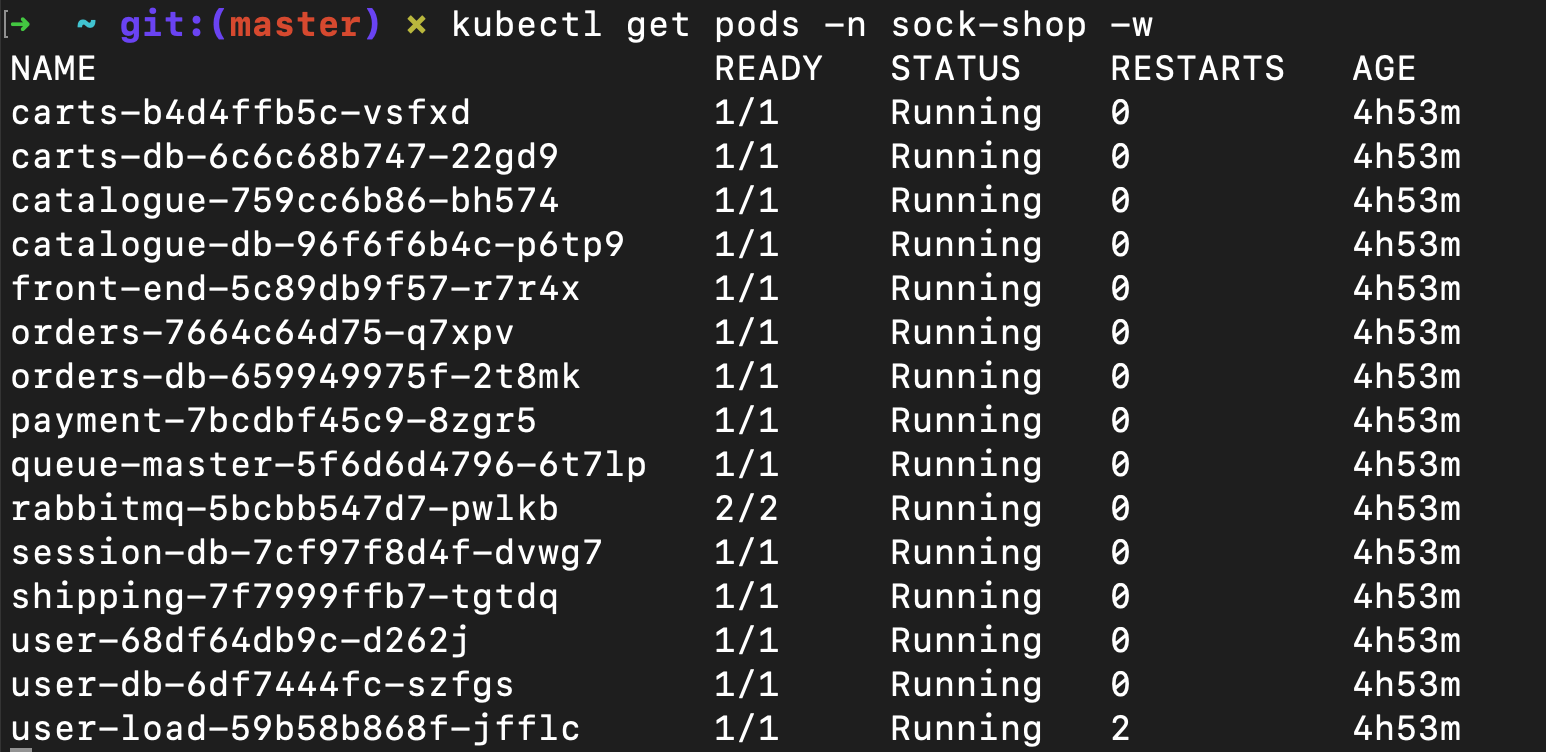 [➜  ~ git:(master) ✗ kubectl get pods -n sock-shop -w
NAME                            READY   STATUS    RESTARTS   AGE
carts-b4d4ffb5c-vsfxd           1/1     Running   0          4h53m
carts-db-6c6c68b747-22gd9       1/1     Running   0          4h53m
catalogue-759cc6b86-bh574       1/1     Running   0          4h53m
catalogue-db-96f6f6b4c-p6tp9    1/1     Running   0          4h53m
front-end-5c89db9f57-r7r4x      1/1     Running   0          4h53m
orders-7664c64d75-q7xpv         1/1     Running   0          4h53m
orders-db-659949975f-2t8mk      1/1     Running   0          4h53m
payment-7bcdbf45c9-8zgr5        1/1     Running   0          4h53m
queue-master-5f6d6d4796-6t7lp   1/1     Running   0          4h53m
rabbitmq-5bcbb547d7-pwlkb       2/2     Running   0          4h53m
session-db-7cf97f8d4f-dvwg7     1/1     Running   0          4h53m
shipping-7f7999ffb7-tgtdq       1/1     Running   0          4h53m
user-68df64db9c-d262j           1/1     Running   0          4h53m
user-db-6df7444fc-szfgs         1/1     Running   0          4h53m
user-load-59b58b868f-jfflc      1/1     Running   2          4h53m